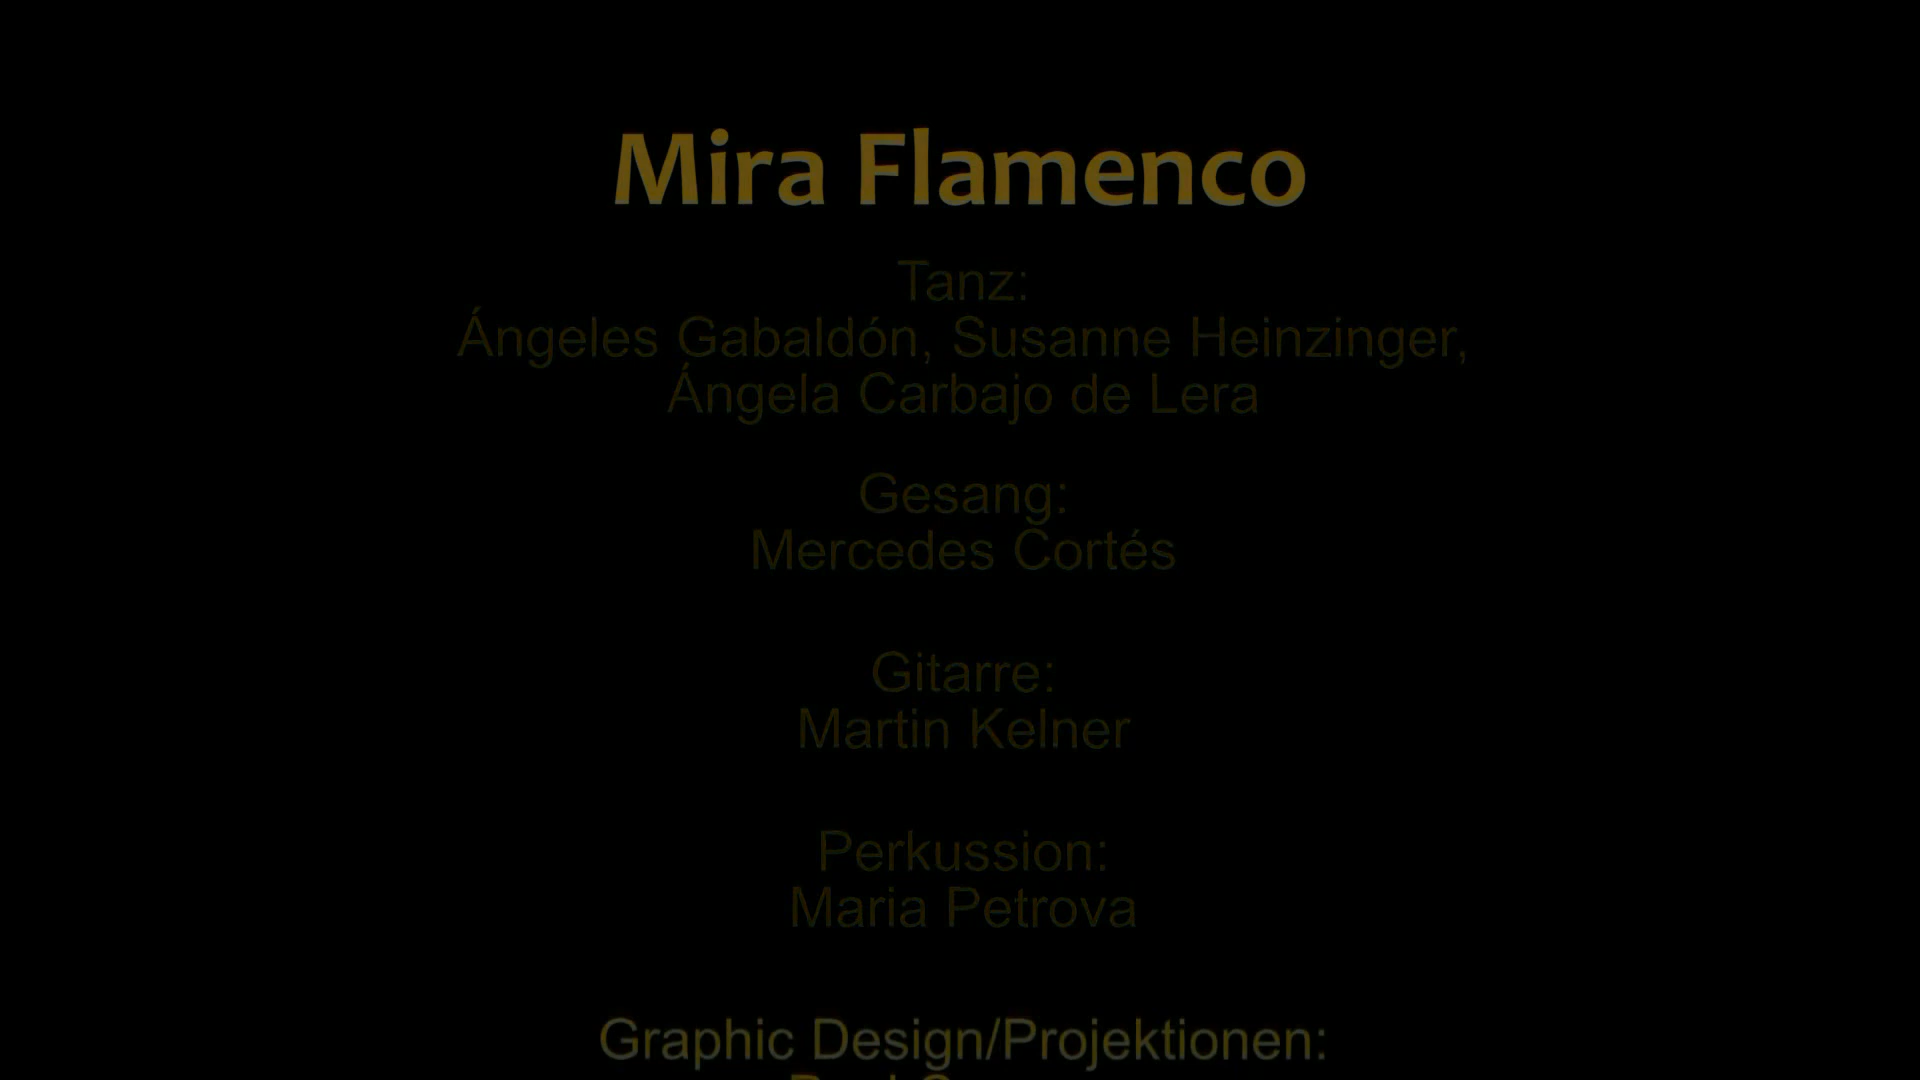 Mira Flamenco
Tanz:
Ángeles Gabaldón, Susanne Heinzinger,
Ángela Carbajo de Lera
Gesang:
Mercedes Cortés
Gitarre:
Martin Kelner
Perkussion:
Maria Petrova
Graphic Design/Projektionen: